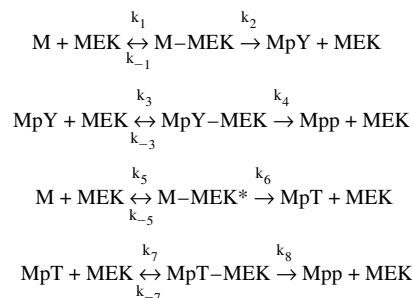 k₁ k₂
M + MEK ↔ M–MEK → MpY + MEK
k₋₁
k₃ k₄
MpY + MEK ↔ MpY–MEK → Mpp + MEK
k₋₃
k₅ k₆
M + MEK ↔ M–MEK* → MpT + MEK
k₋₅
k₇ k₈
MpT + MEK ↔ MpT–MEK → Mpp + MEK
k₋₇